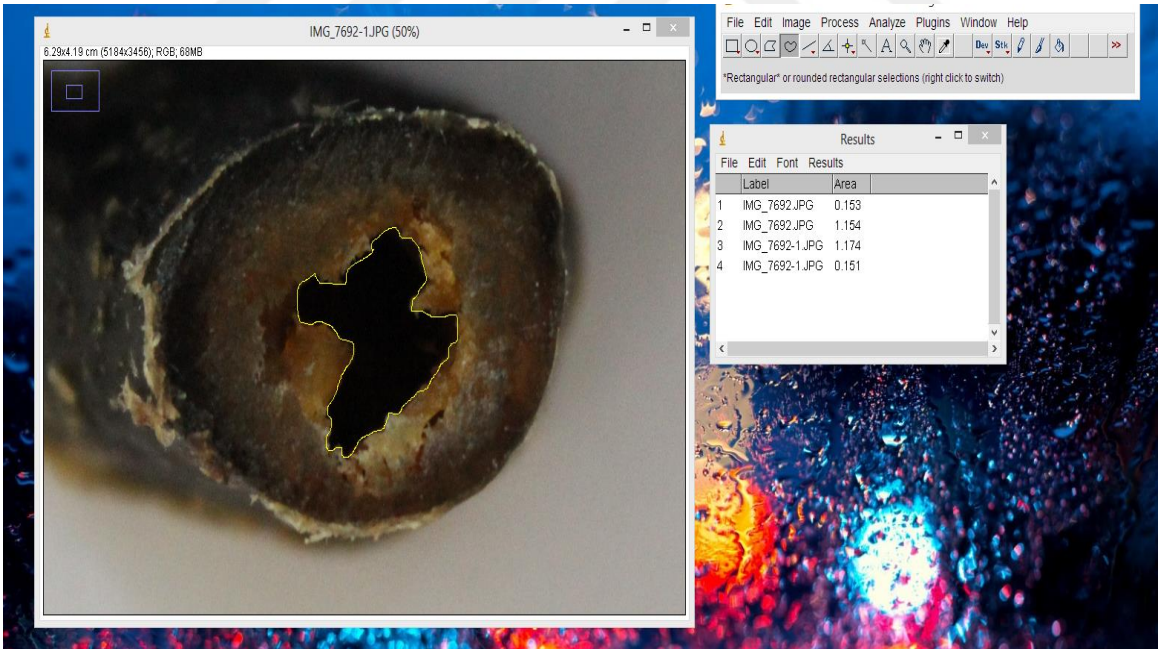 IMG_7692-1.JPG (50%)
6.29x4.19 cm (5184x3456); RGB; 68MB
File Edit Image Process Analyze Plugins Window Help
A Dev Stk >>
*Rectangular* or rounded rectangular selections (right click to switch)
Results
File Edit Font Results
Label Area
1 IMG_7692.JPG 0.153
2 IMG_7692.JPG 1.154
3 IMG_7692-1.JPG 1.174
4 IMG_7692-1.JPG 0.151